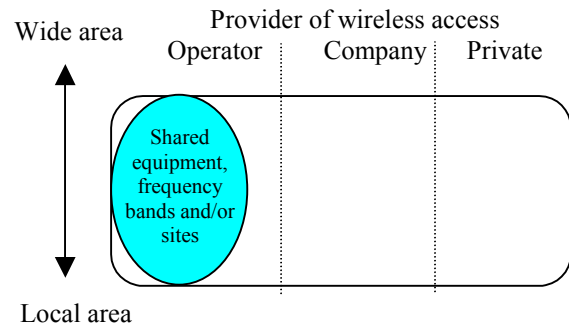 Provider of wireless access
Wide area
Operator Company Private
Shared
equipment,
frequency
bands and/or
sites
Local area